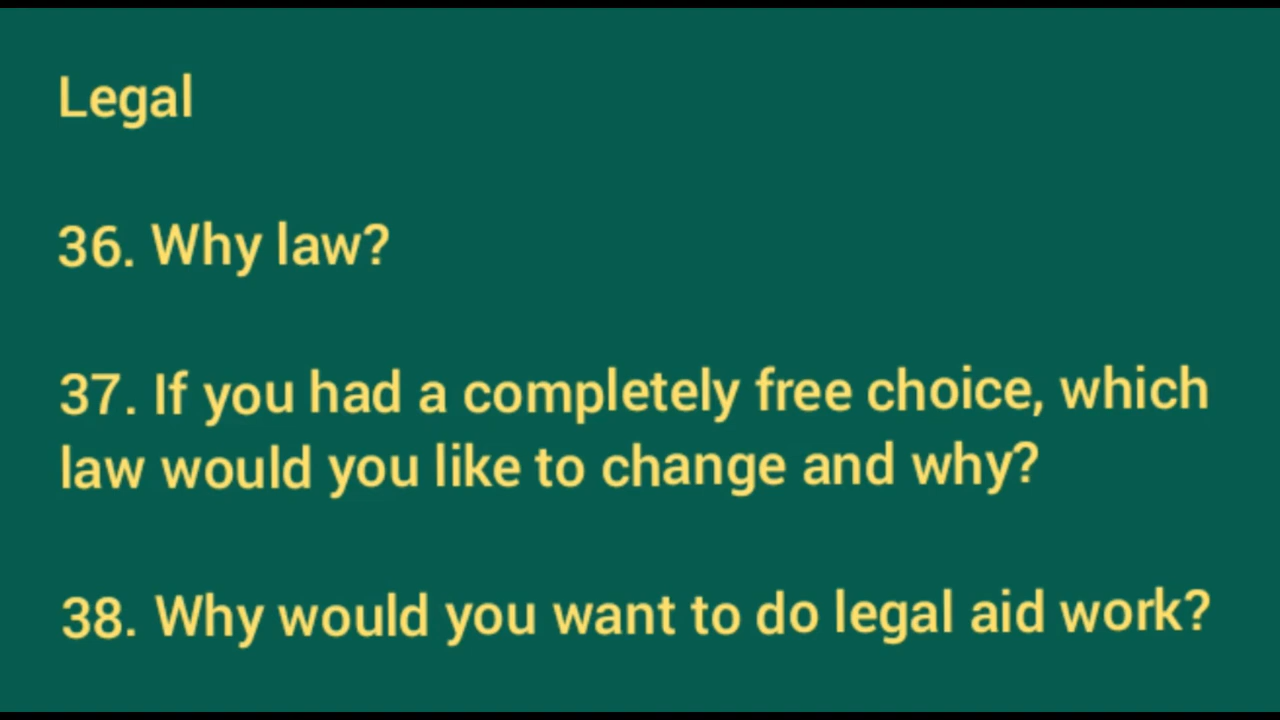 Legal
36. Why law?
37. If you had a completely free choice, which
law would you like to change and why?
38. Why would you want to do legal aid work?